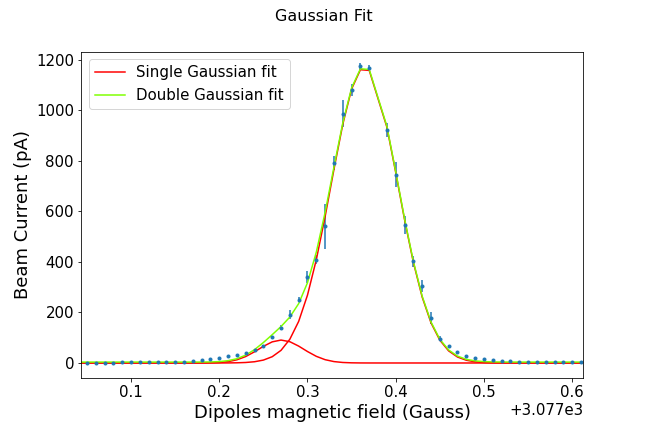 Gaussian Fit
Single Gaussian fit
Double Gaussian fit
Beam Current (pA)
1200
1000
800
600
400
200
0
0.1 0.2 0.3 0.4 0.5 0.6
Dipoles magnetic field (Gauss)
+3.077e3